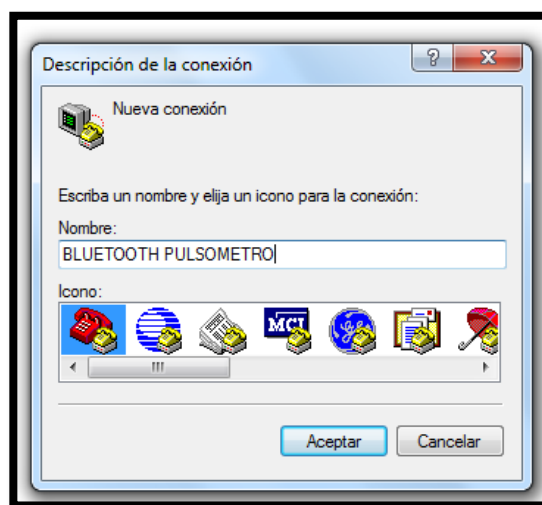 Descripción de la conexión
Nueva conexión
Escriba un nombre y elija un icono para la conexión:
Nombre:
BLUETOOTH PULSOMETRO
Icono:
MCI
Aceptar
Cancelar